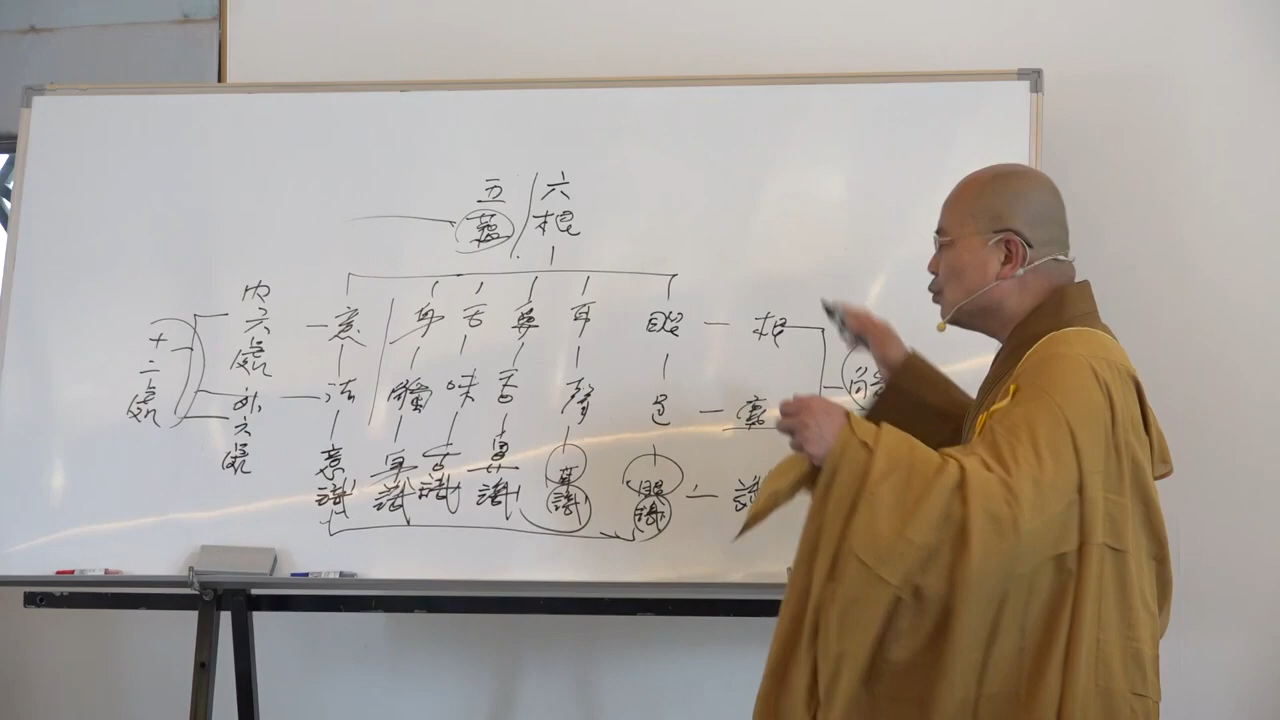 五 六
蘊 根
意 身 舌 鼻 耳 眼 根
法 觸 味 香 聲 色 塵
意識 身識 舌識 鼻識 耳識 眼識 識
內六處
外六處
十二處